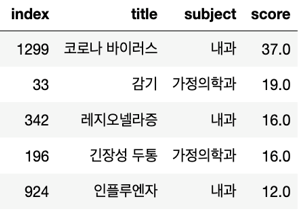 index title subject score
1299 코로나 바이러스 내과 37.0
33 감기 가정의학과 19.0
342 레지오넬라증 내과 16.0
196 긴장성 두통 가정의학과 16.0
924 인플루엔자 내과 12.0